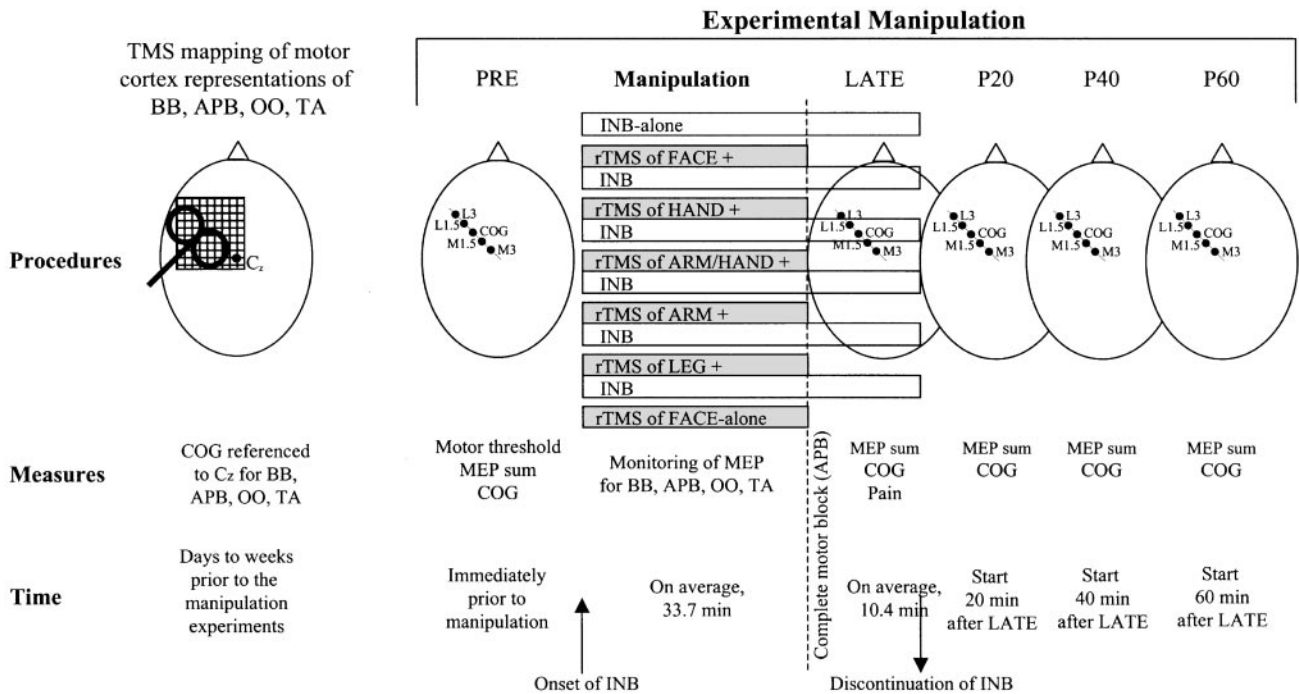 Experimental Manipulation
TMS mapping of motor
cortex representations of
BB, APB, OO, TA
PRE
Manipulation
LATE
P20
P40
P60
Procedures
C_z
L3
L1.5
COG
M1.5
M3
INB-alone
rTMS of FACE +
INB
rTMS of HAND +
INB
rTMS of ARM/HAND +
INB
rTMS of ARM +
INB
rTMS of LEG +
INB
rTMS of FACE-alone
L3
L1.5
COG
M1.5
M3
L3
L1.5
COG
M1.5
M3
L3
L1.5
COG
M1.5
M3
L3
L1.5
COG
M1.5
M3
Measures
COG referenced
to Cz for BB,
APB, OO, TA
Motor threshold
MEP sum
COG
Monitoring of MEP
for BB, APB, OO, TA
Complete motor block (APB)
MEP sum
COG
Pain
MEP sum
COG
MEP sum
COG
MEP sum
COG
Time
Days to weeks
prior to the
manipulation
experiments
Immediately
prior to
manipulation
On average,
33.7 min
On average,
10.4 min
Start
20 min
after LATE
Start
40 min
after LATE
Start
60 min
after LATE
Onset of INB
Discontinuation of INB